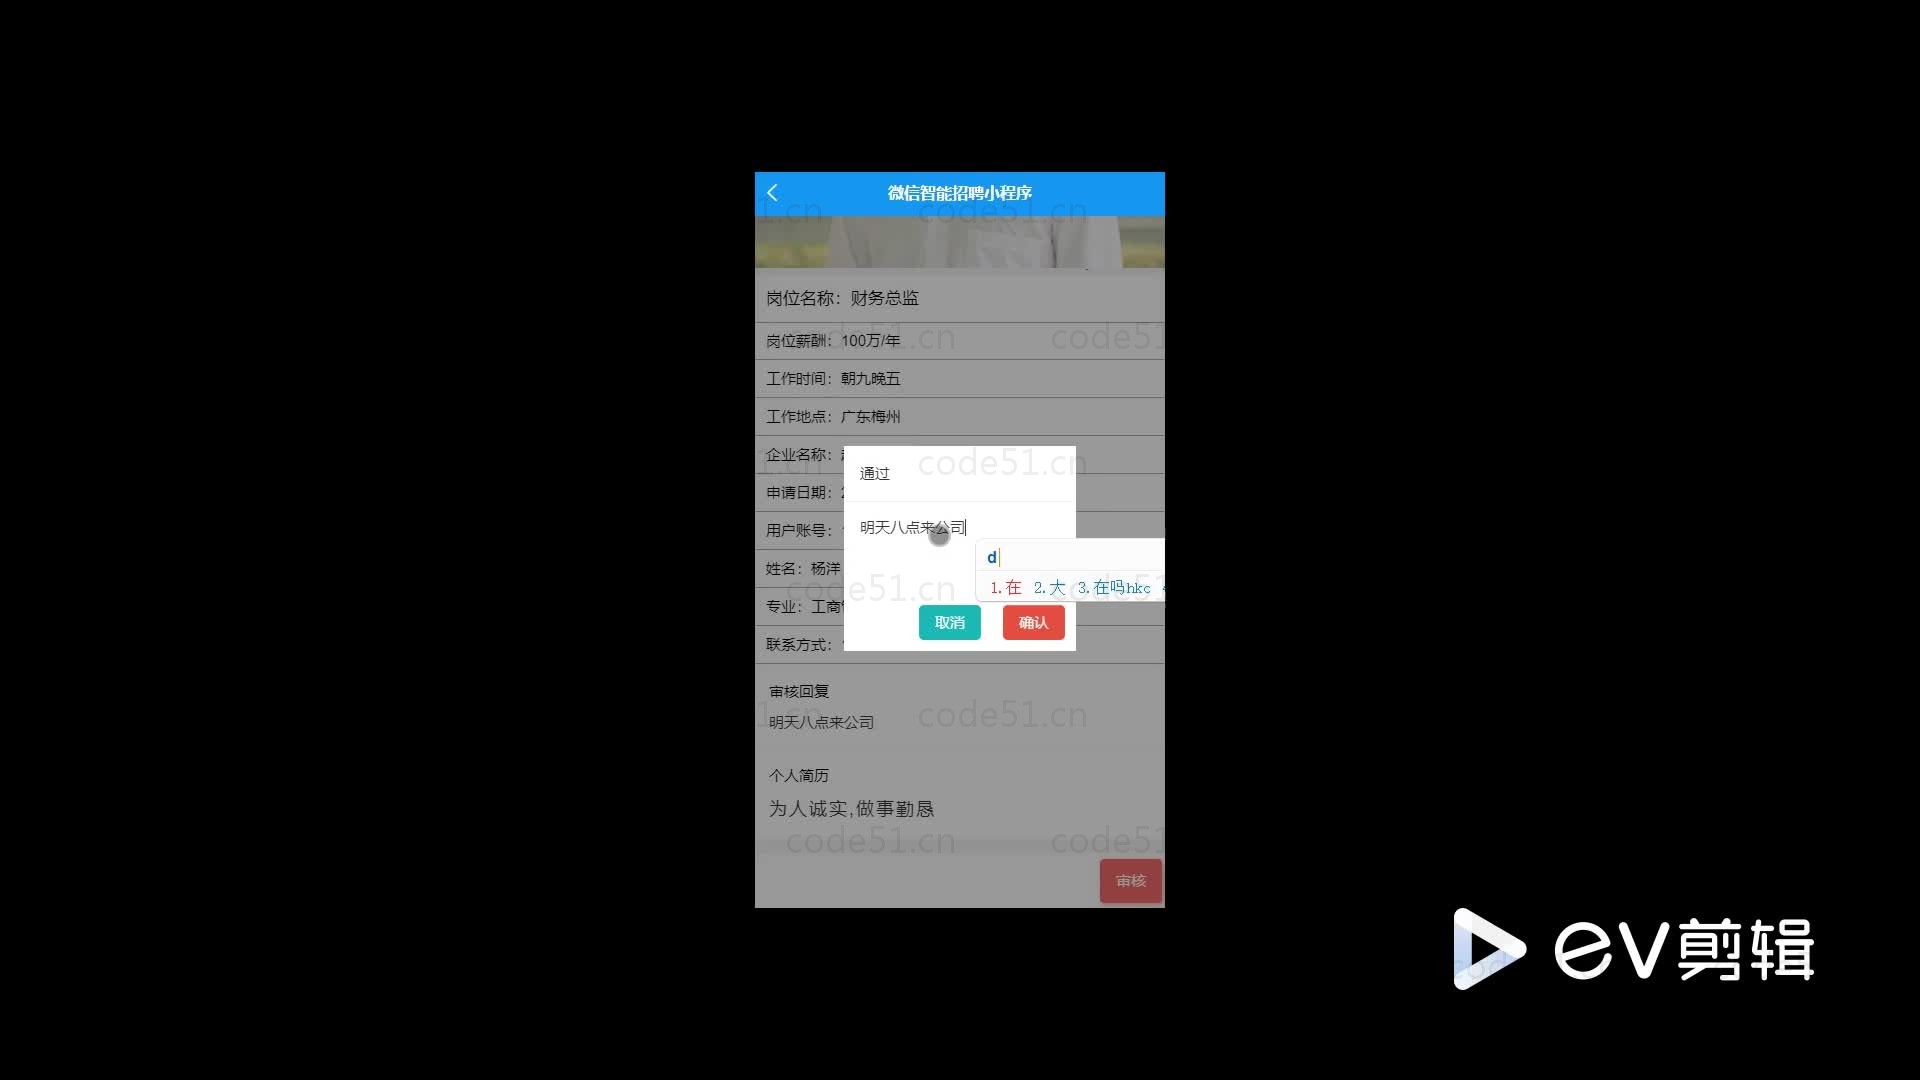 微信智能招聘小程序
岗位名称：财务总监
岗位薪酬：100万/年
工作时间：朝九晚五
工作地点：广东梅州
企业名称：
申请日期：
用户账号：
姓名：杨洋
专业：工商
联系方式：
通过
明天八点来公司
d
1.在 2.大 3.在吗hkc
取消
确认
审核回复
明天八点来公司
个人简历
为人诚实,做事勤恳
审核
code51.cn
ev剪辑